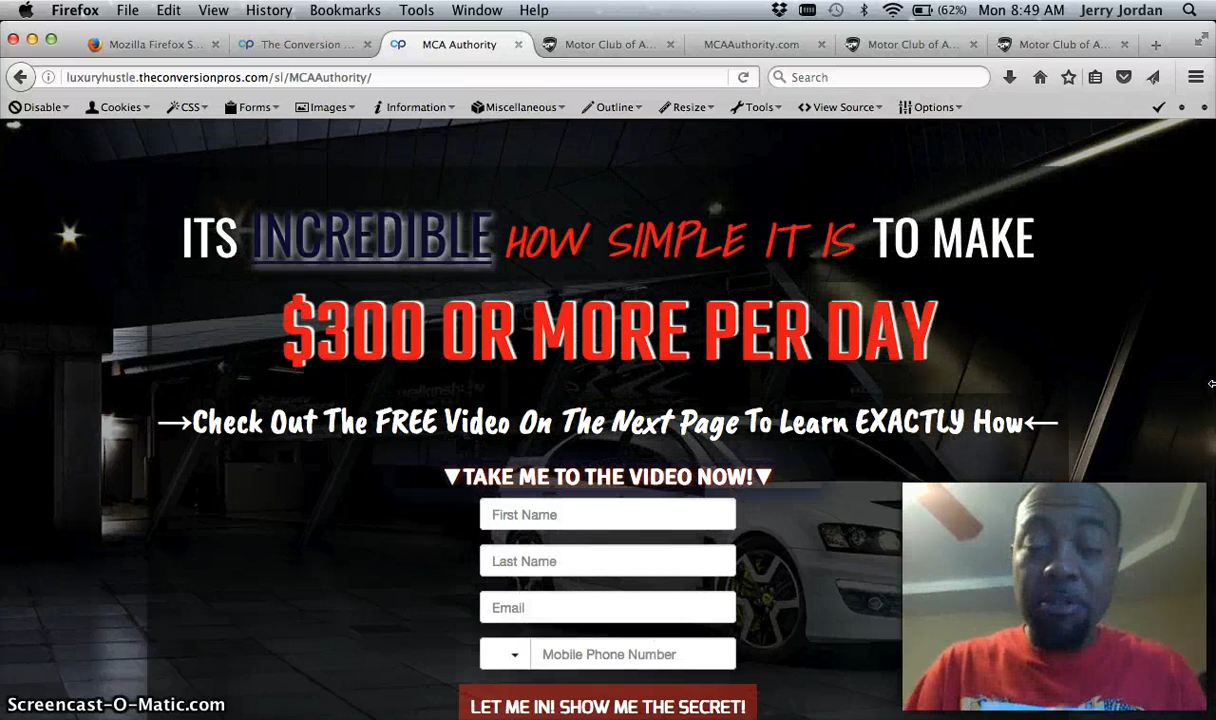 Firefox File Edit View History Bookmarks Tools Window Help (62%) Mon 8:49 AM Jerry Jordan
Mozilla Firefox S... The Conversion ... MCA Authority Motor Club of A... MCAAuthority.com Motor Club of A... Motor Club of A...
luxuryhustle.theconversionpros.com/sl/MCAAuthority/ Search
Disable Cookies CSS Forms Images Information Miscellaneous Outline Resize Tools View Source Options
ITS INCREDIBLE HOW SIMPLE IT IS TO MAKE
$300 OR MORE PER DAY
→Check Out The FREE Video On The Next Page To Learn EXACTLY How←
▼TAKE ME TO THE VIDEO NOW!▼
First Name
Last Name
Email
Mobile Phone Number
LET ME IN! SHOW ME THE SECRET!
Screencast-O-Matic.com